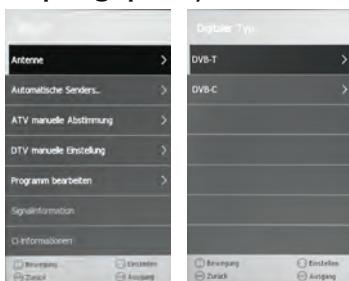 Antenne
Automatische Senders..
ATV manuelle Abstimmung
DTV manuelle Einstellung
Programm bearbeiten
Signalinformation
CI-Informationen
Bewegung
Einstellen
Zurück
Ausgang
Digitaler Typ
DVB-T
DVB-C
Bewegung
Einstellen
Zurück
Ausgang